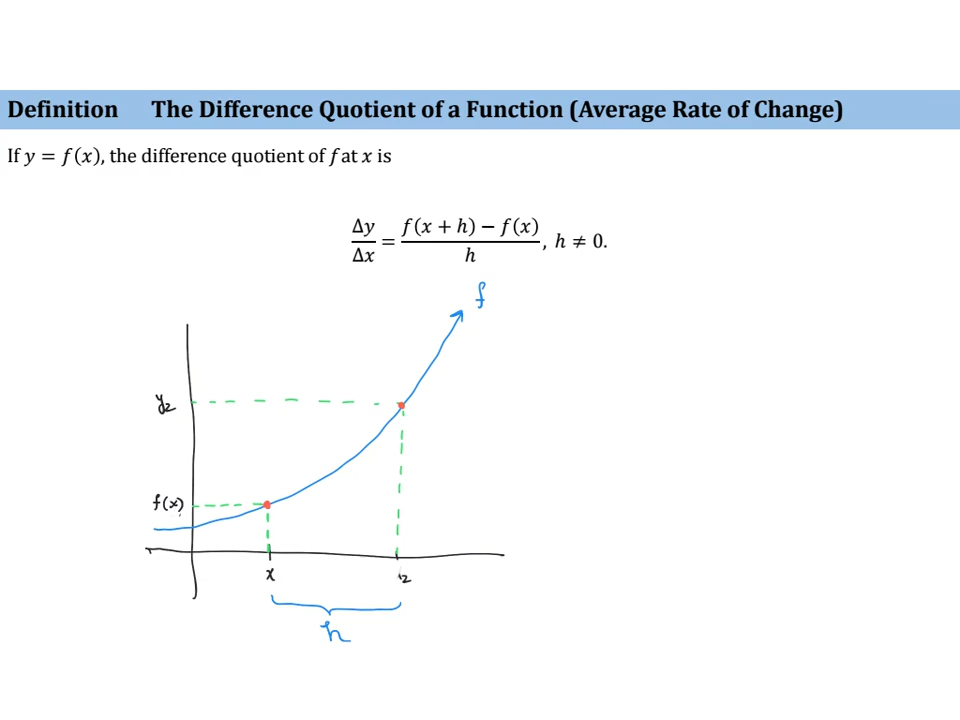 Definition The Difference Quotient of a Function (Average Rate of Change)
If y = f(x), the difference quotient of f at x is
Δy/Δx = (f(x + h) − f(x))/h, h ≠ 0.
f
y₂
f(x)
x
₂
h